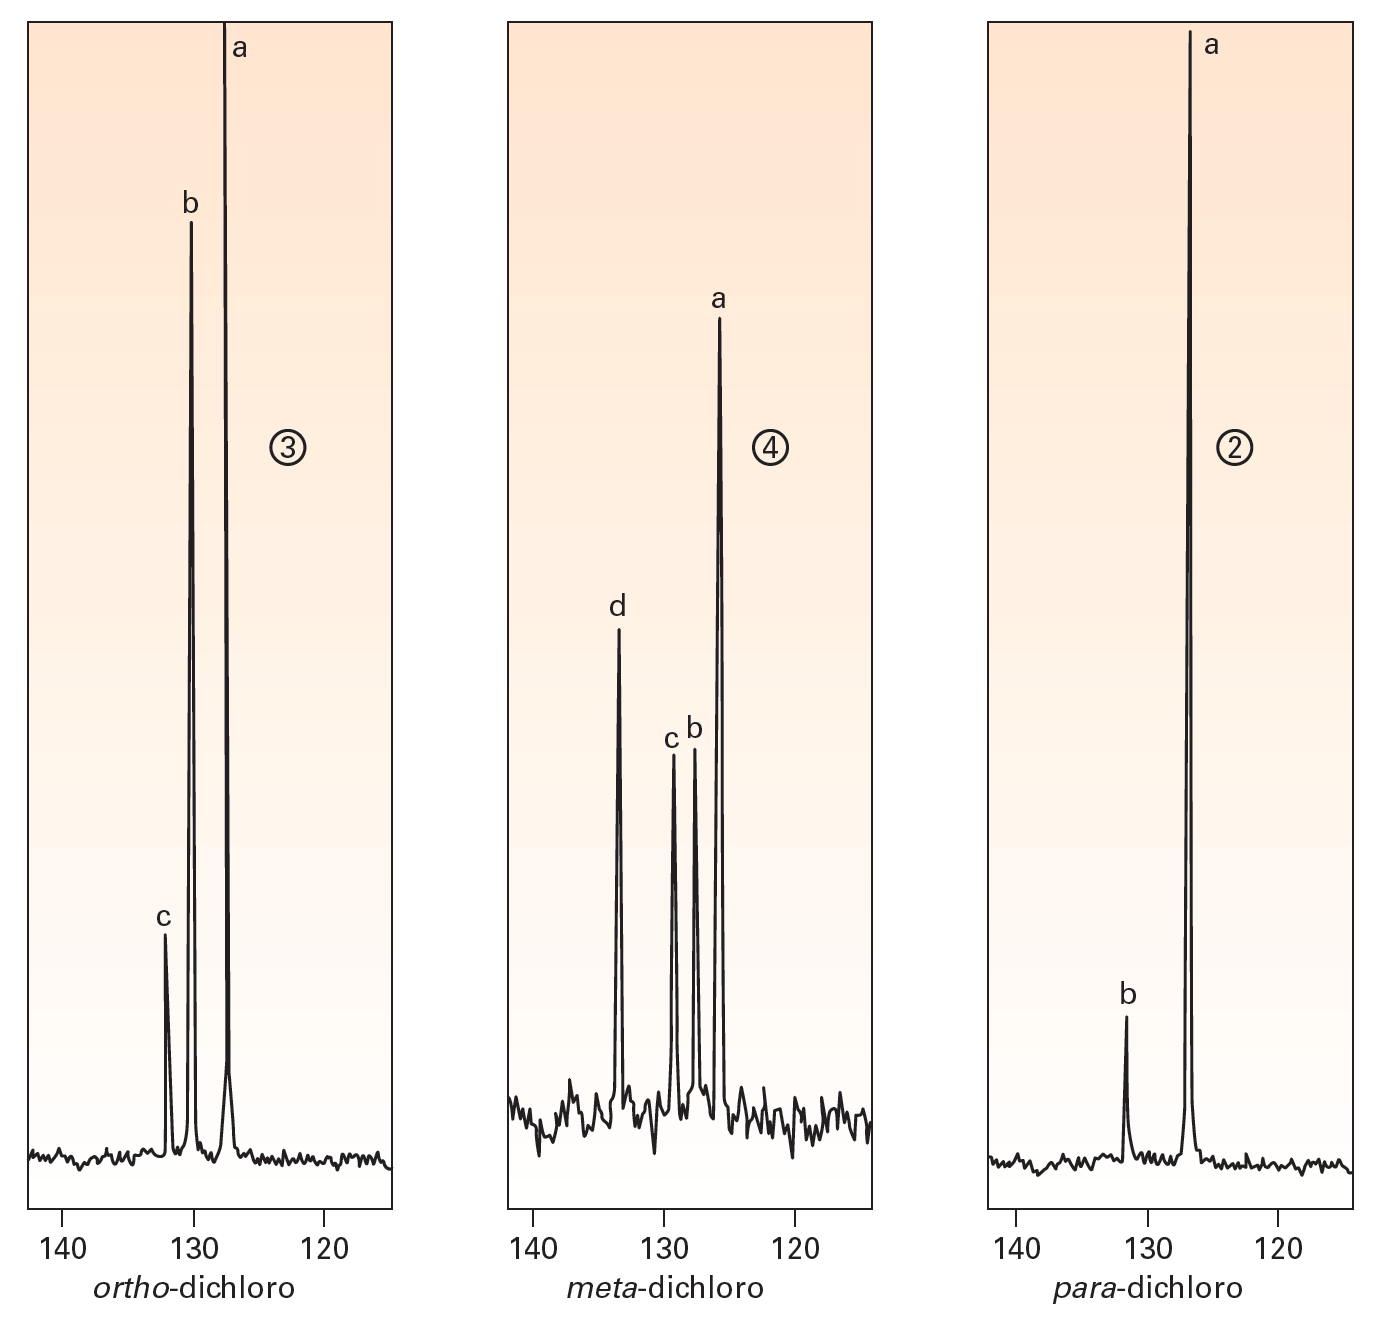 a
b
③
c
140 130 120
ortho-dichloro
a
④
d
c b
140 130 120
meta-dichloro
a
②
b
140 130 120
para-dichloro